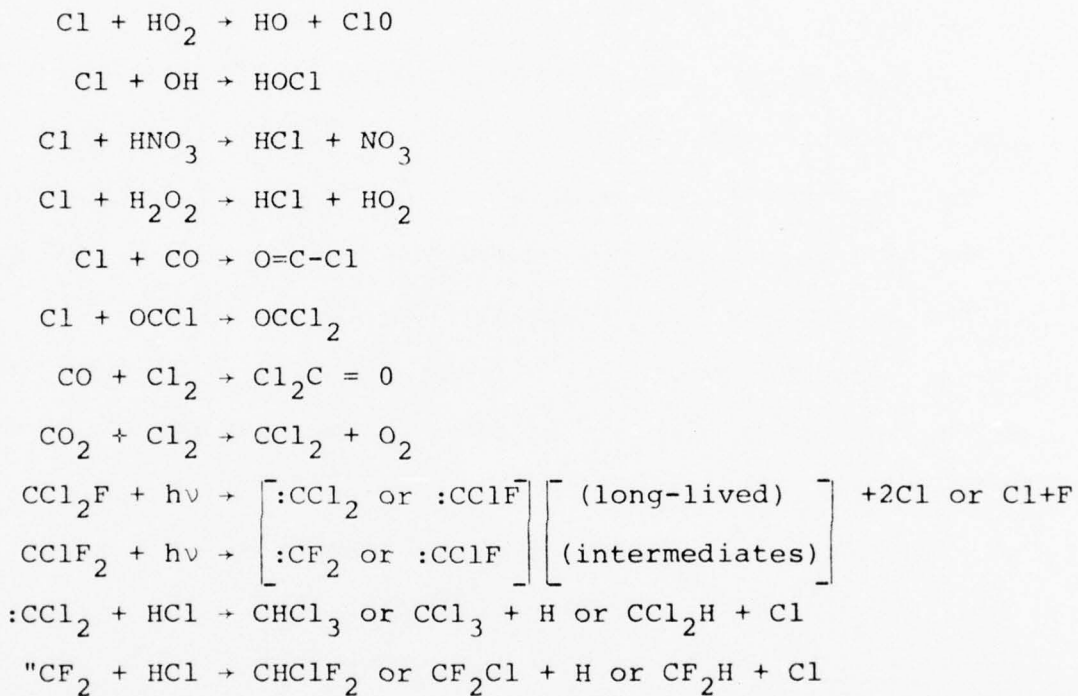 Cl + HO₂ → HO + ClO
Cl + OH → HOCl
Cl + HNO₃ → HCl + NO₃
Cl + H₂O₂ → HCl + HO₂
Cl + CO → O=C-Cl
Cl + OCCl → OCCl₂
CO + Cl₂ → Cl₂C = O
CO₂ + Cl₂ → CCl₂ + O₂
CCl₂F + hν → [:CCl₂ or :CClF] [(long-lived)] +2Cl or Cl+F
CClF₂ + hν → [:CF₂ or :CClF] [(intermediates)]
:CCl₂ + HCl → CHCl₃ or CCl₃ + H or CCl₂H + Cl
"CF₂ + HCl → CHClF₂ or CF₂Cl + H or CF₂H + Cl